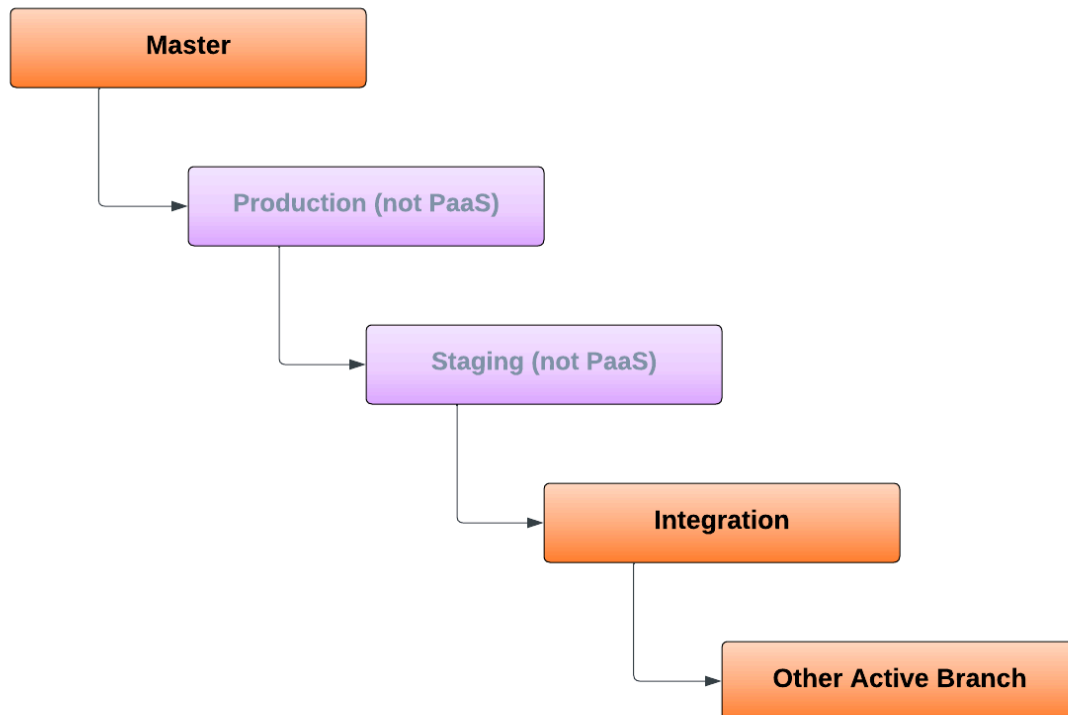 Master
Production (not PaaS)
Staging (not PaaS)
Integration
Other Active Branch